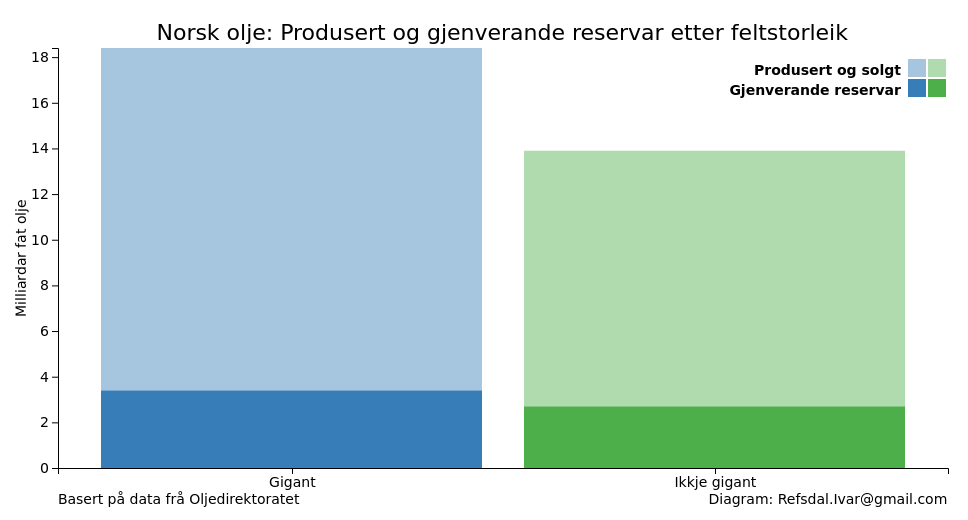 Norsk olje: Produsert og gjenverande reservar etter feltstorleik
Produsert og solgt
Gjenverande reservar
Milliardar fat olje
18
16
14
12
10
8
6
4
2
0
Gigant
Ikkje gigant
Basert på data frå Oljedirektoratet
Diagram: Refsdal.Ivar@gmail.com